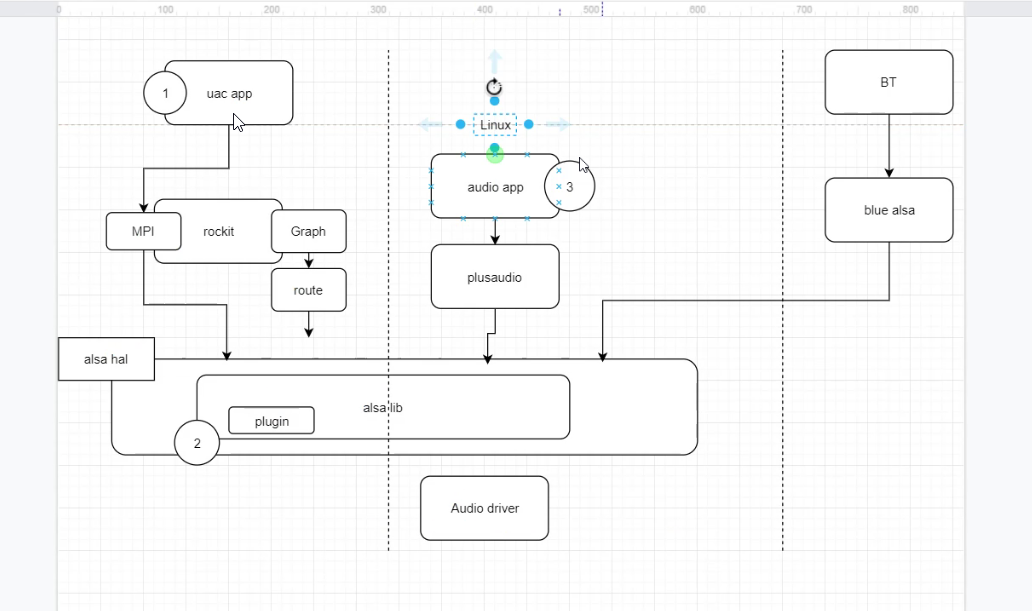 0
100
200
300
400
500
600
700
800
1
uac app
Linux
BT
audio app
3
MPI
rockit
Graph
blue alsa
plusaudio
route
alsa hal
alsa lib
plugin
2
Audio driver